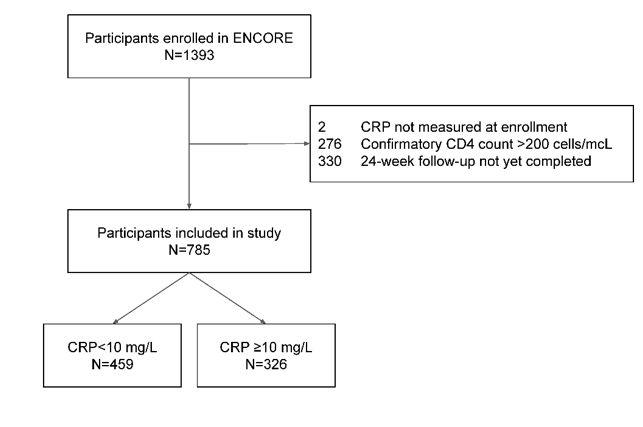 Participants enrolled in ENCORE
N=1393
2 CRP not measured at enrollment
276 Confirmatory CD4 count >200 cells/mcL
330 24-week follow-up not yet completed
Participants included in study
N=785
CRP<10 mg/L
N=459
CRP ≥10 mg/L
N=326